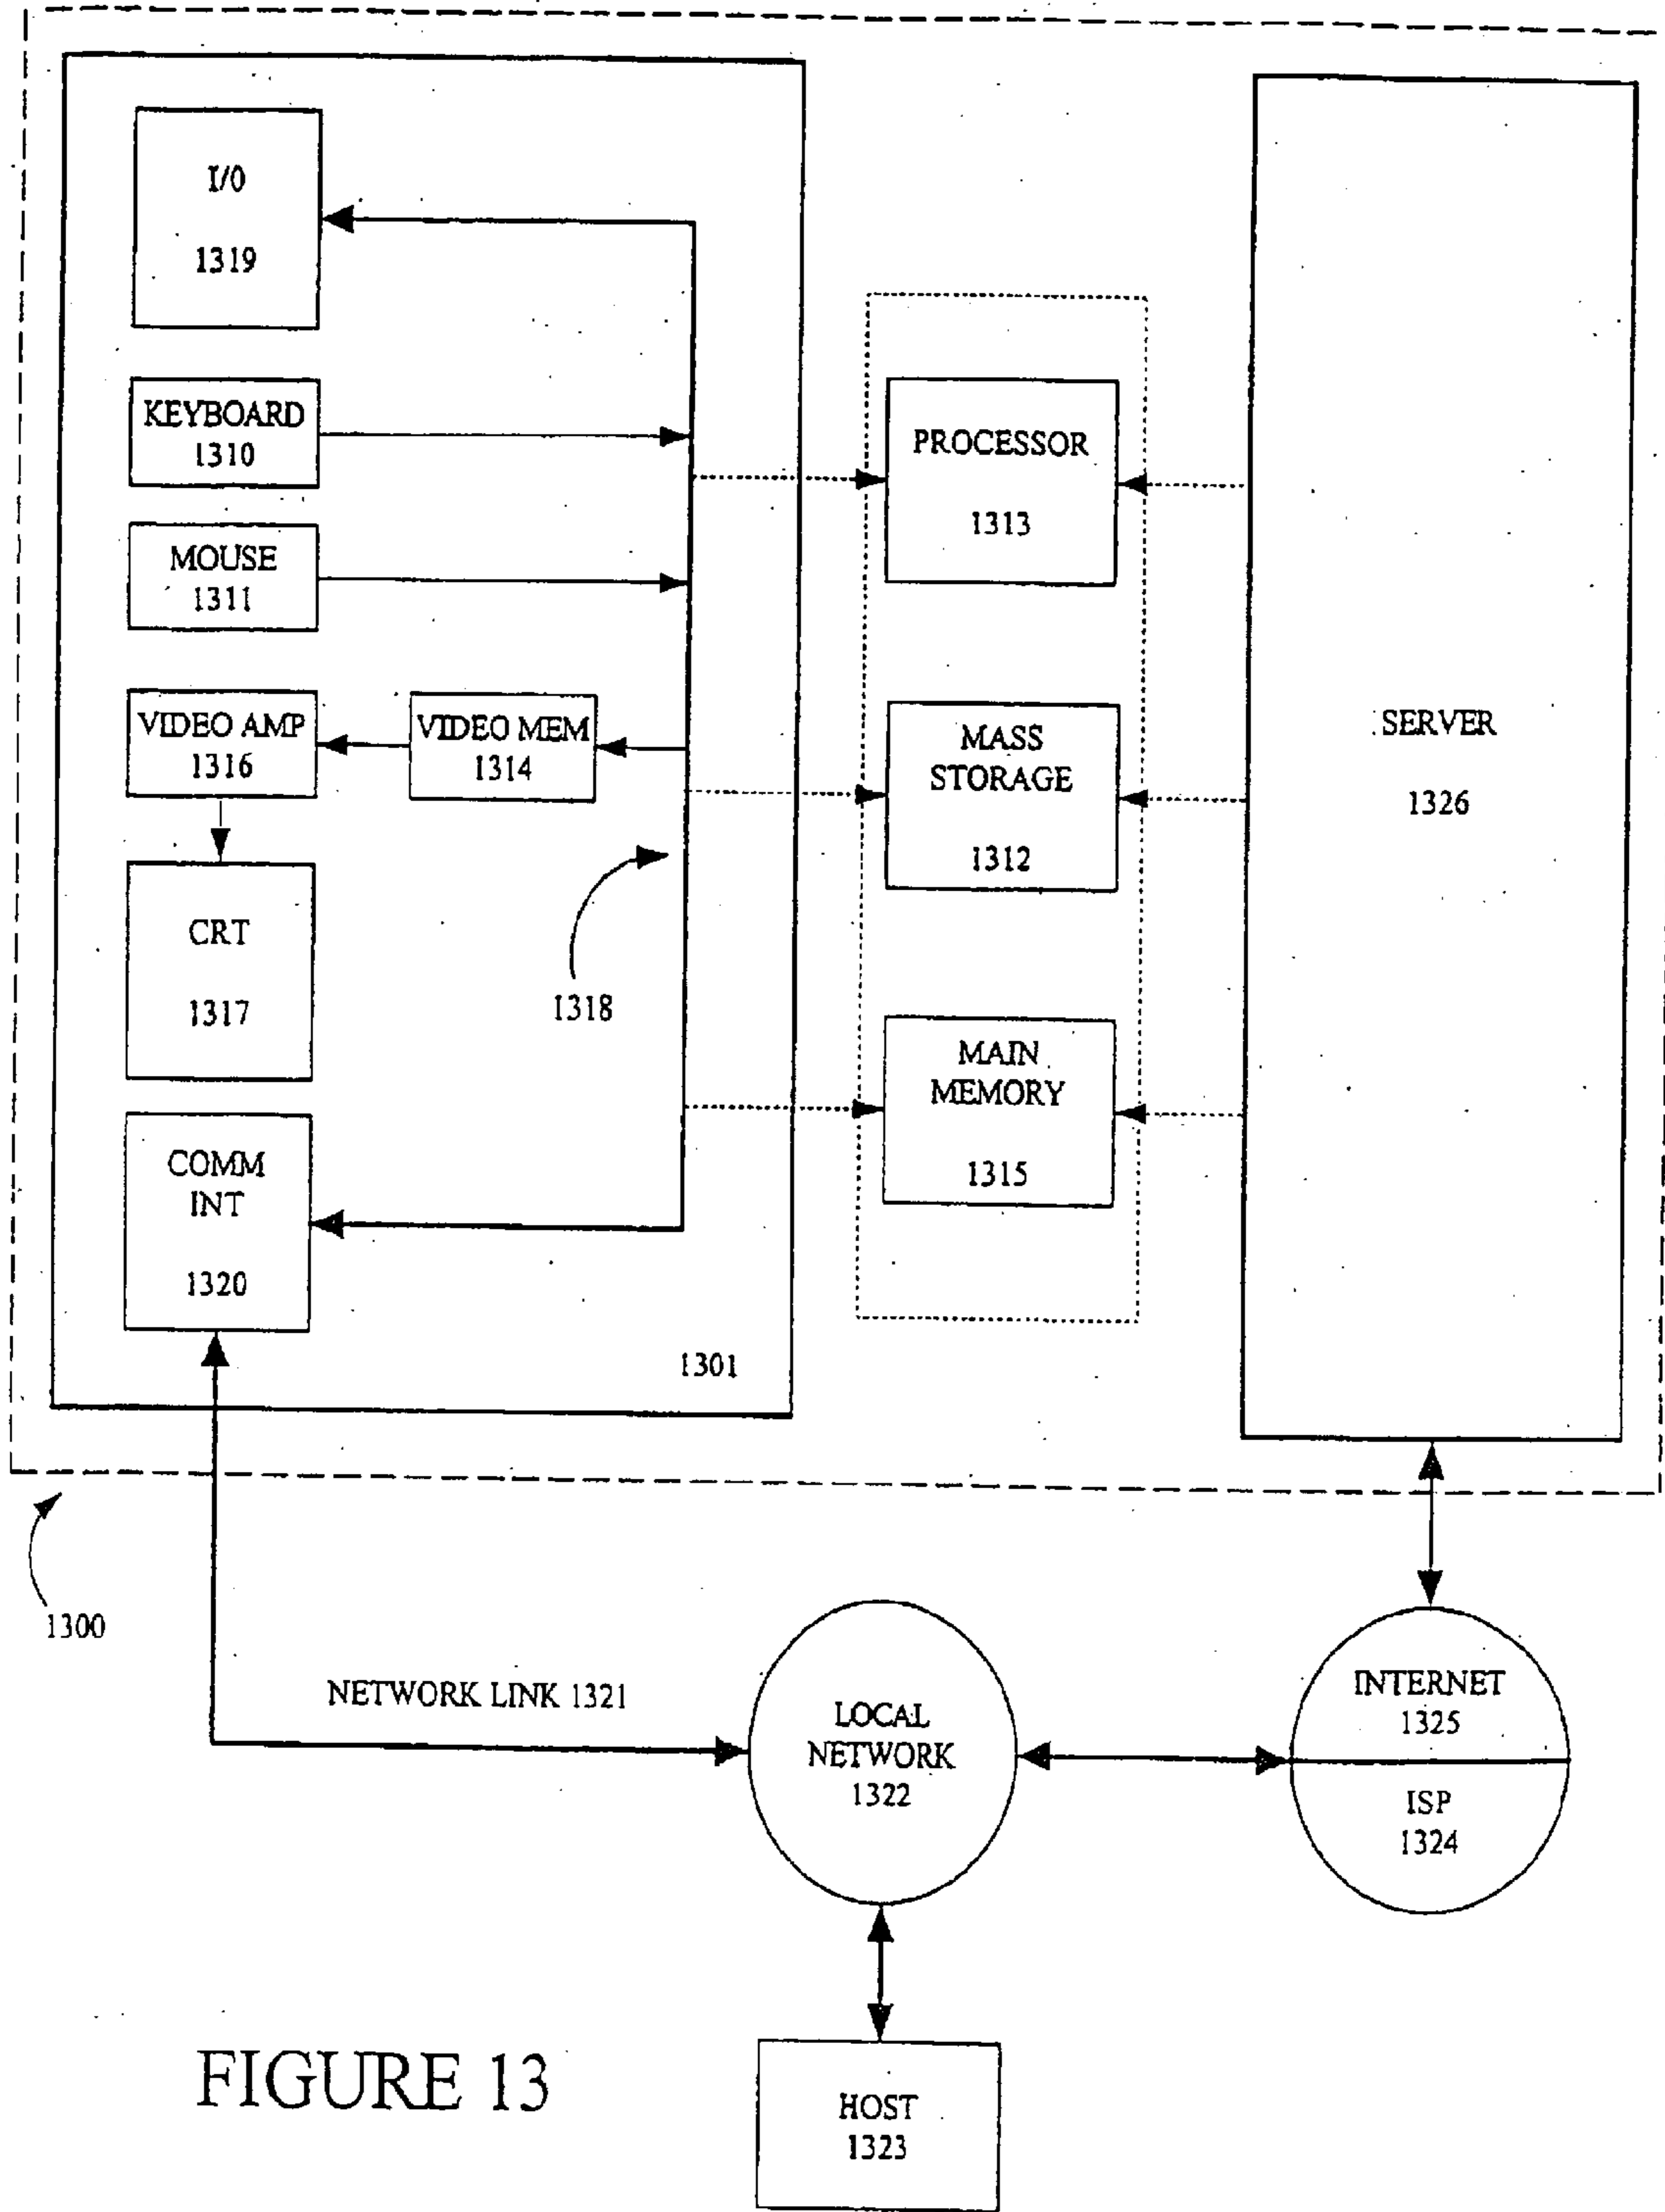 I/0
1319
KEYBOARD
1310
MOUSE
1311
VIDEO AMP
1316
VIDEO MEM
1314
CRT
1317
1318
COMM
INT
1320
1301
PROCESSOR
1313
MASS
STORAGE
1312
MAIN
MEMORY
1315
SERVER
1326
1300
NETWORK LINK 1321
LOCAL
NETWORK
1322
INTERNET
1325
ISP
1324
HOST
1323
FIGURE 13